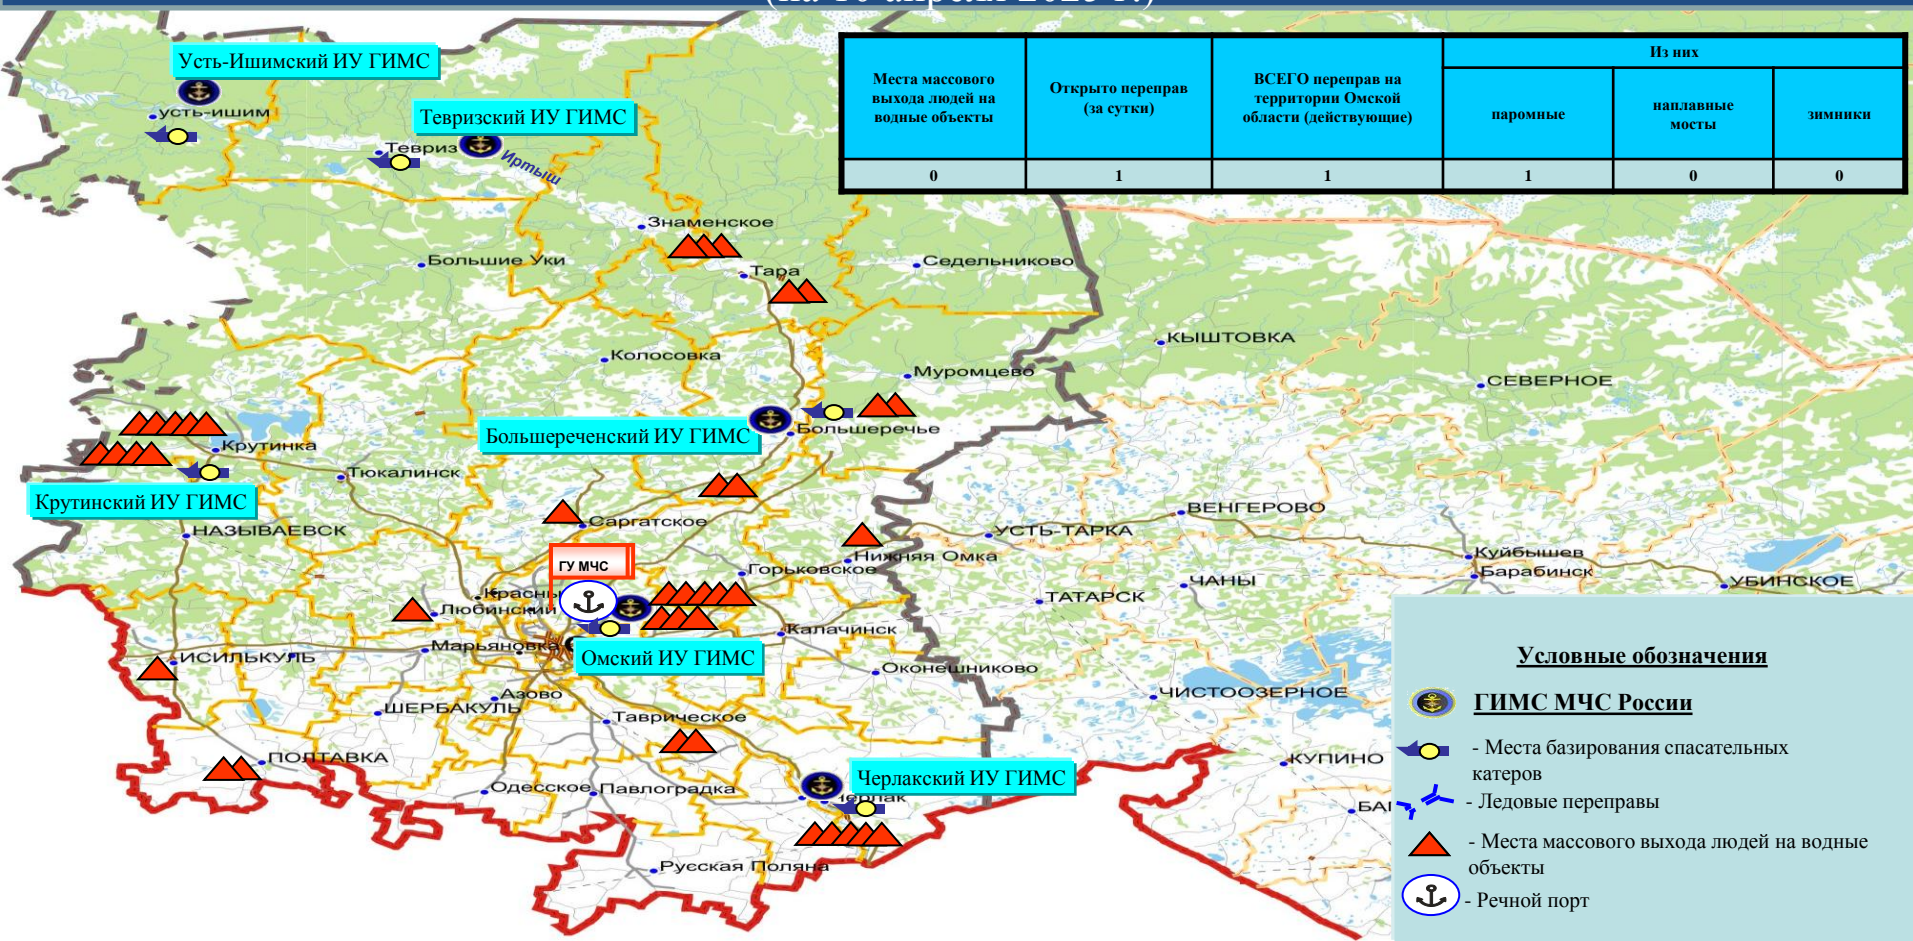 Усть-Ишимский ИУ ГИМС
усть-ишим
Тевризский ИУ ГИМС
Тевриз
Иртыш
Места массового
выхода людей на
водные объекты
Открыто переправ
(за сутки)
ВСЕГО переправ на
территории Омской
области (действующие)
Из них
паромные
наплавные
мосты
зимники
0
1
1
1
0
0
Знаменское
Большие Уки
Тара
Седельниково
Колосовка
КЫШТОВКА
Муромцево
СЕВЕРНОЕ
Большереченский ИУ ГИМС
Большеречье
Крутинка
Тюкалинск
Крутинский ИУ ГИМС
НАЗЫВАЕВСК
Саргатское
УСТЬ-ТАРКА
ВЕНГЕРОВО
Нижняя Омка
Куйбышев
ГУ МЧС
Горьковское
Барабинск
ЧАНЫ
УБИНСКОЕ
Красны
Любинский
ТАТАРСК
Калачинск
Марьяновка
Омский ИУ ГИМС
ИСИЛЬКУЛЬ
Оконешниково
Азово
ЧИСТООЗЕРНОЕ
ШЕРБАКУЛЬ
Таврическое
ПОЛТАВКА
КУПИНО
Черлакский ИУ ГИМС
Одесское
Павлоградка
Черлак
Русская Поляна
Условные обозначения
ГИМС МЧС России
- Места базирования спасательных
катеров
- Ледовые переправы
- Места массового выхода людей на водные
объекты
- Речной порт